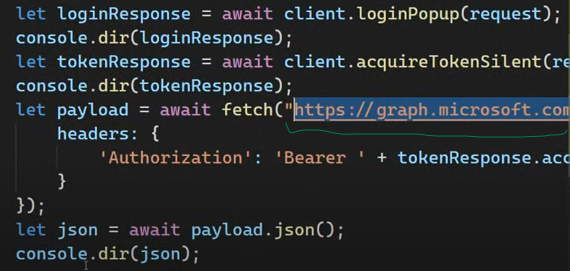 let loginResponse = await client.loginPopup(request);
console.dir(loginResponse);
let tokenResponse = await client.acquireTokenSilent(re
console.dir(tokenResponse);
let payload = await fetch("https://graph.microsoft.com
headers: {
'Authorization': 'Bearer ' + tokenResponse.acc
}
});
let json = await payload.json();
console.dir(json);